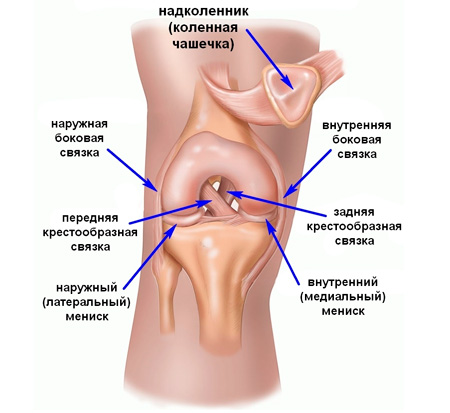 надколенник
(коленная
чашечка)
наружная
боковая
связка
внутренняя
боковая
связка
передняя
крестообразная
связка
задняя
крестообразная
связка
наружный
(латеральный)
мениск
внутренний
(медиальный)
мениск